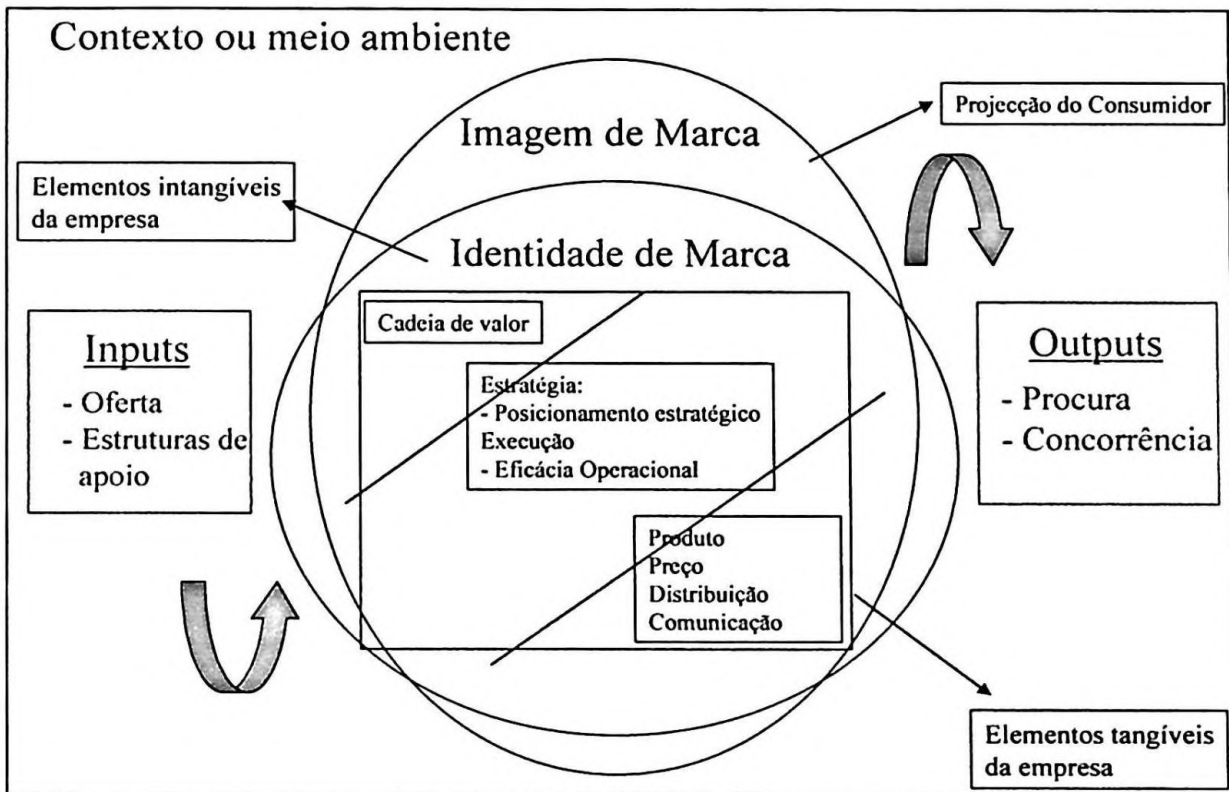 Contexto ou meio ambiente
Imagem de Marca
Projecção do Consumidor
Elementos intangíveis
da empresa
Identidade de Marca
Cadeia de valor
Inputs
- Oferta
- Estruturas de
apoio
Estratégia:
- Posicionamento estratégico
Execução
- Eficácia Operacional
Outputs
- Procura
- Concorrência
Produto
Preço
Distribuição
Comunicação
Elementos tangíveis
da empresa